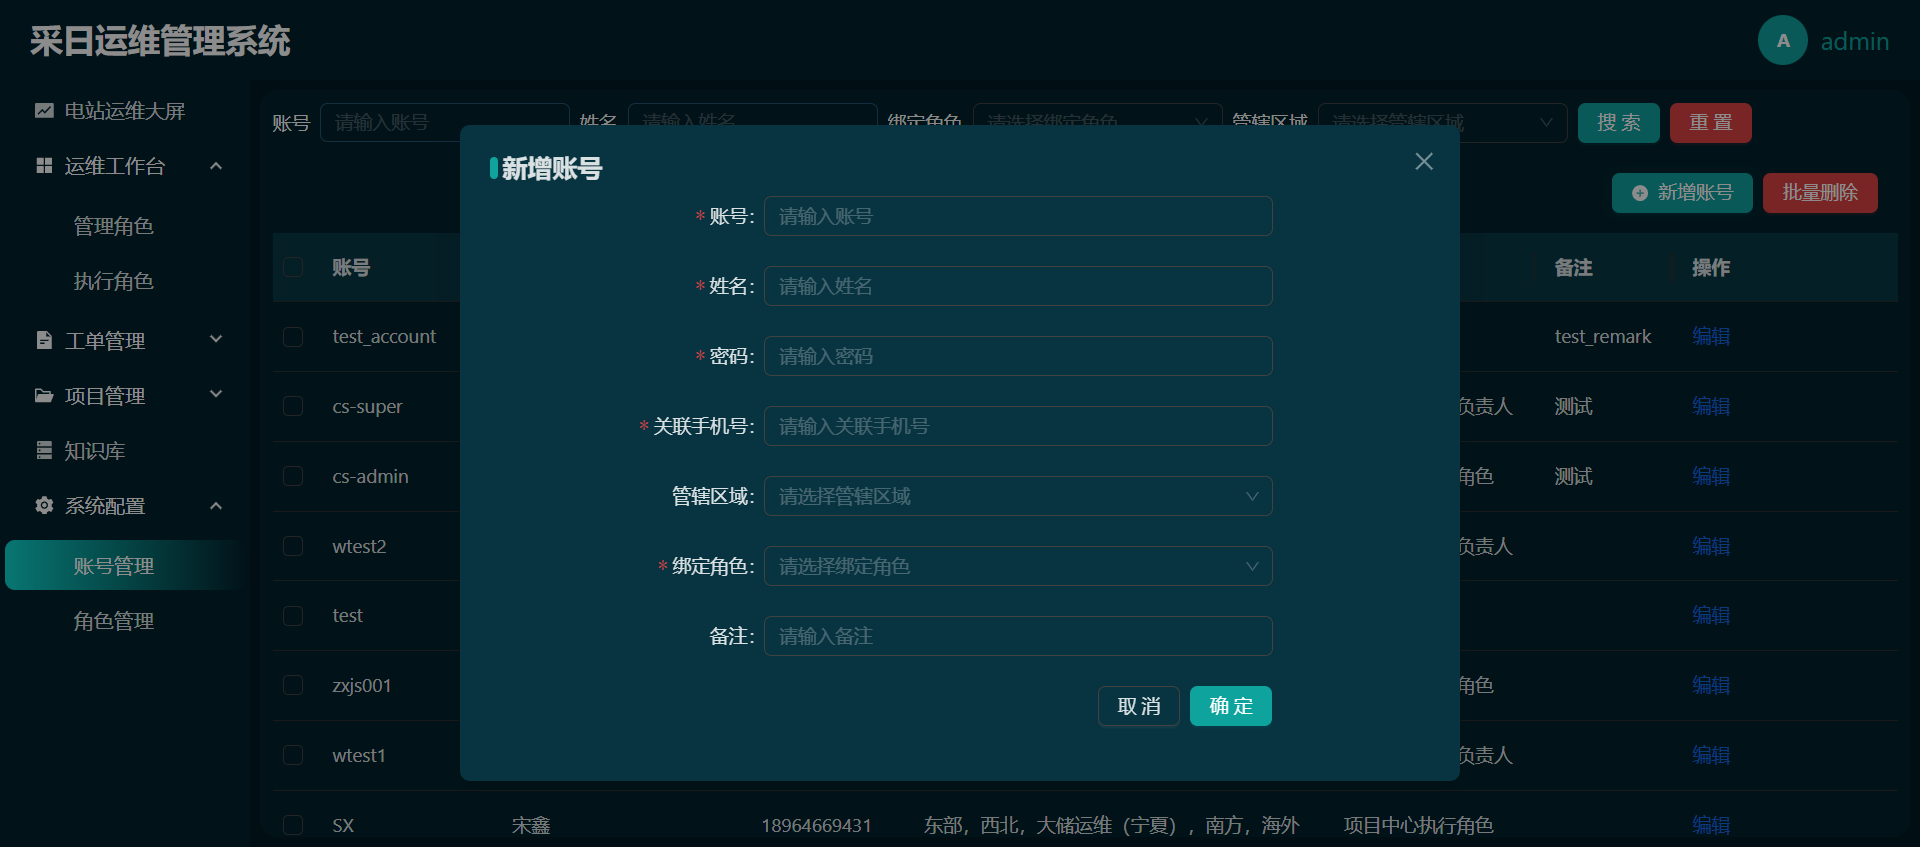 采日运维管理系统
A admin
电站运维大屏
运维工作台
管理角色
执行角色
工单管理
项目管理
知识库
系统配置
账号管理
角色管理
账号 请输入账号 姓名 请输入姓名 绑定角色 请选择绑定角色 管辖区域 请选择管辖区域 搜 索 重 置
新增账号 批量删除
新增账号
* 账号: 请输入账号
* 姓名: 请输入姓名
* 密码: 请输入密码
* 关联手机号: 请输入关联手机号
管辖区域: 请选择管辖区域
* 绑定角色: 请选择绑定角色
备注: 请输入备注
取 消 确 定
账号 备注 操作
test_account test_remark 编辑
cs-super 负责人 测试 编辑
cs-admin 角色 测试 编辑
wtest2 负责人 编辑
test 编辑
zxjs001 角色 编辑
wtest1 负责人 编辑
SX 宋鑫 18964669431 东部，西北，大储运维（宁夏），南方，海外 项目中心执行角色 编辑